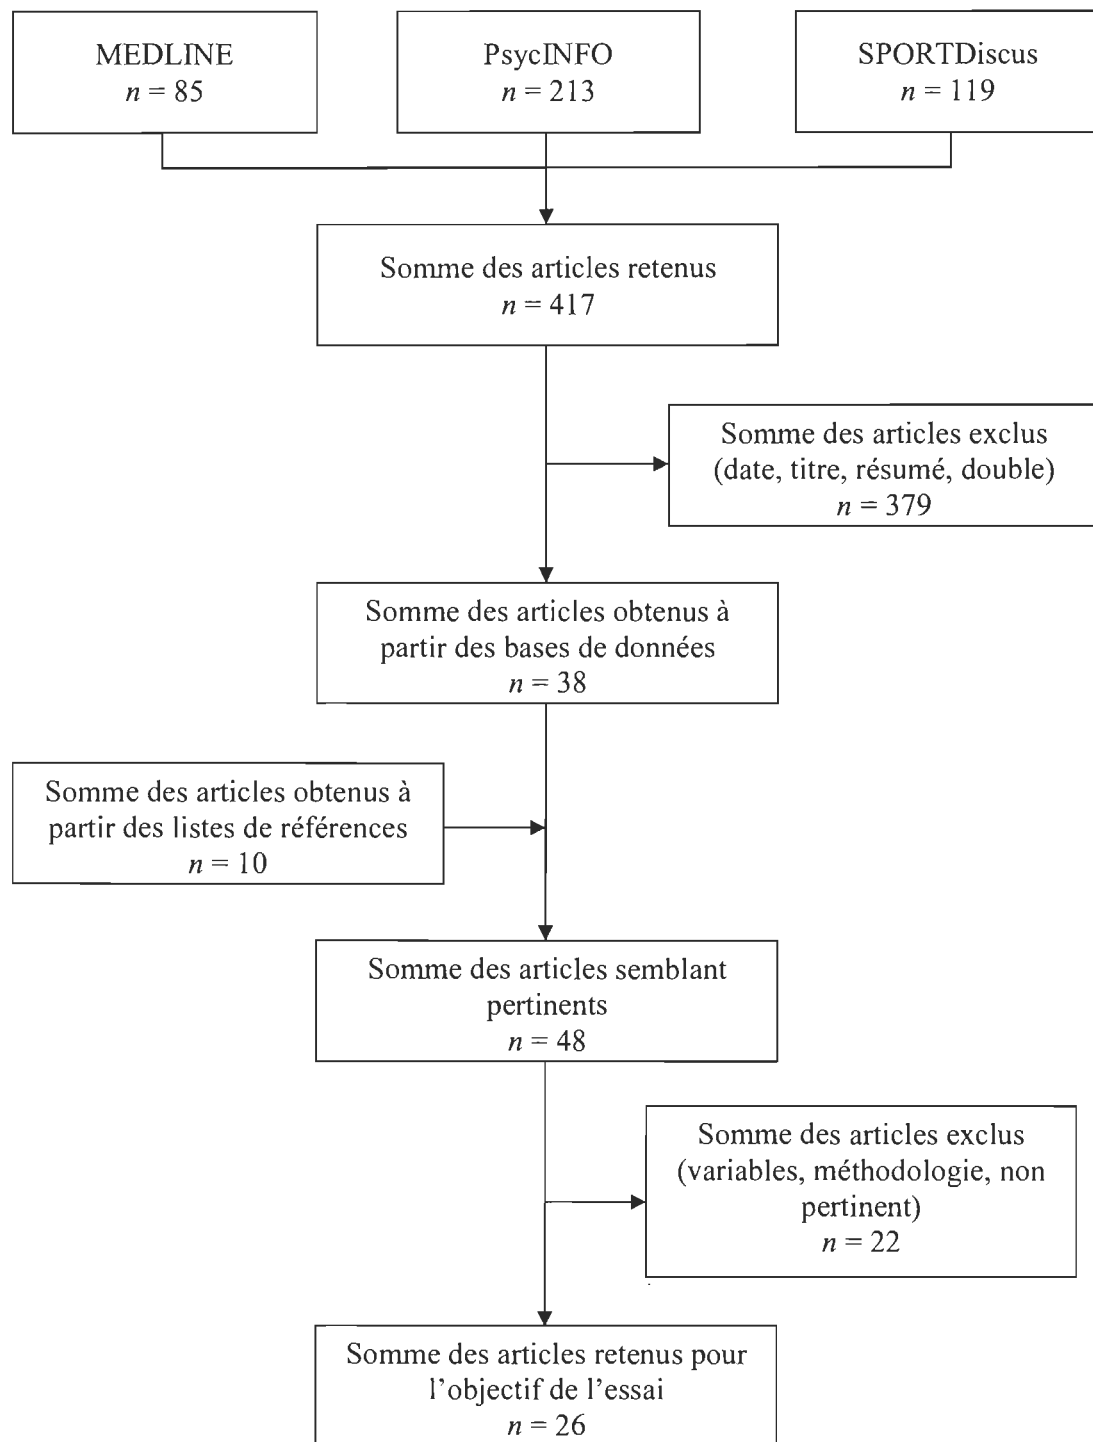 MEDLINE
n = 85
PsycINFO
n = 213
SPORTDiscus
n = 119
Somme des articles retenus
n = 417
Somme des articles exclus
(date, titre, résumé, double)
n = 379
Somme des articles obtenus à
partir des bases de données
n = 38
Somme des articles obtenus à
partir des listes de références
n = 10
Somme des articles semblant
pertinents
n = 48
Somme des articles exclus
(variables, méthodologie, non
pertinent)
n = 22
Somme des articles retenus pour
l'objectif de l'essai
n = 26